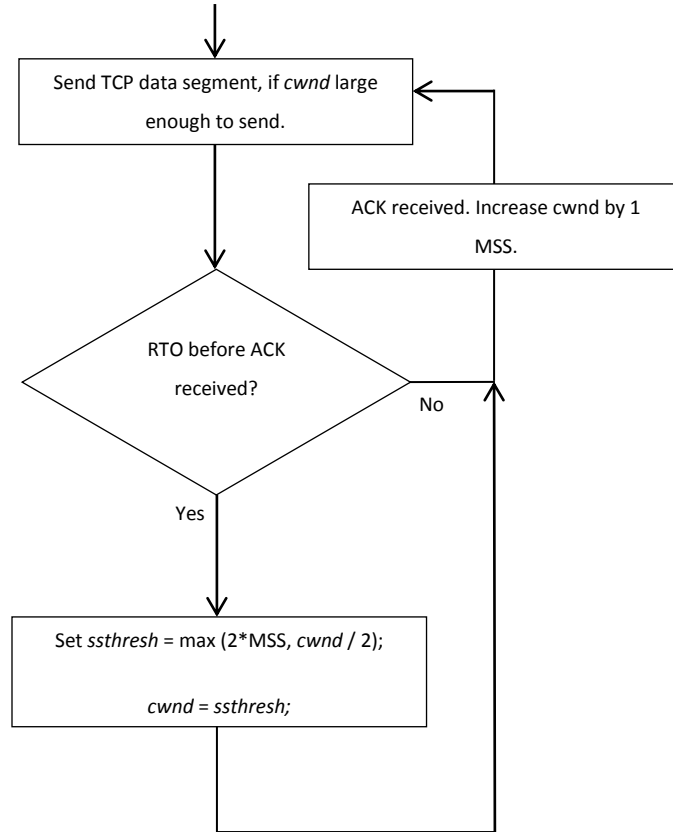 Send TCP data segment, if cwnd large
enough to send.
ACK received. Increase cwnd by 1
MSS.
RTO before ACK
received?
No
Yes
Set ssthresh = max (2*MSS, cwnd / 2);
cwnd = ssthresh;